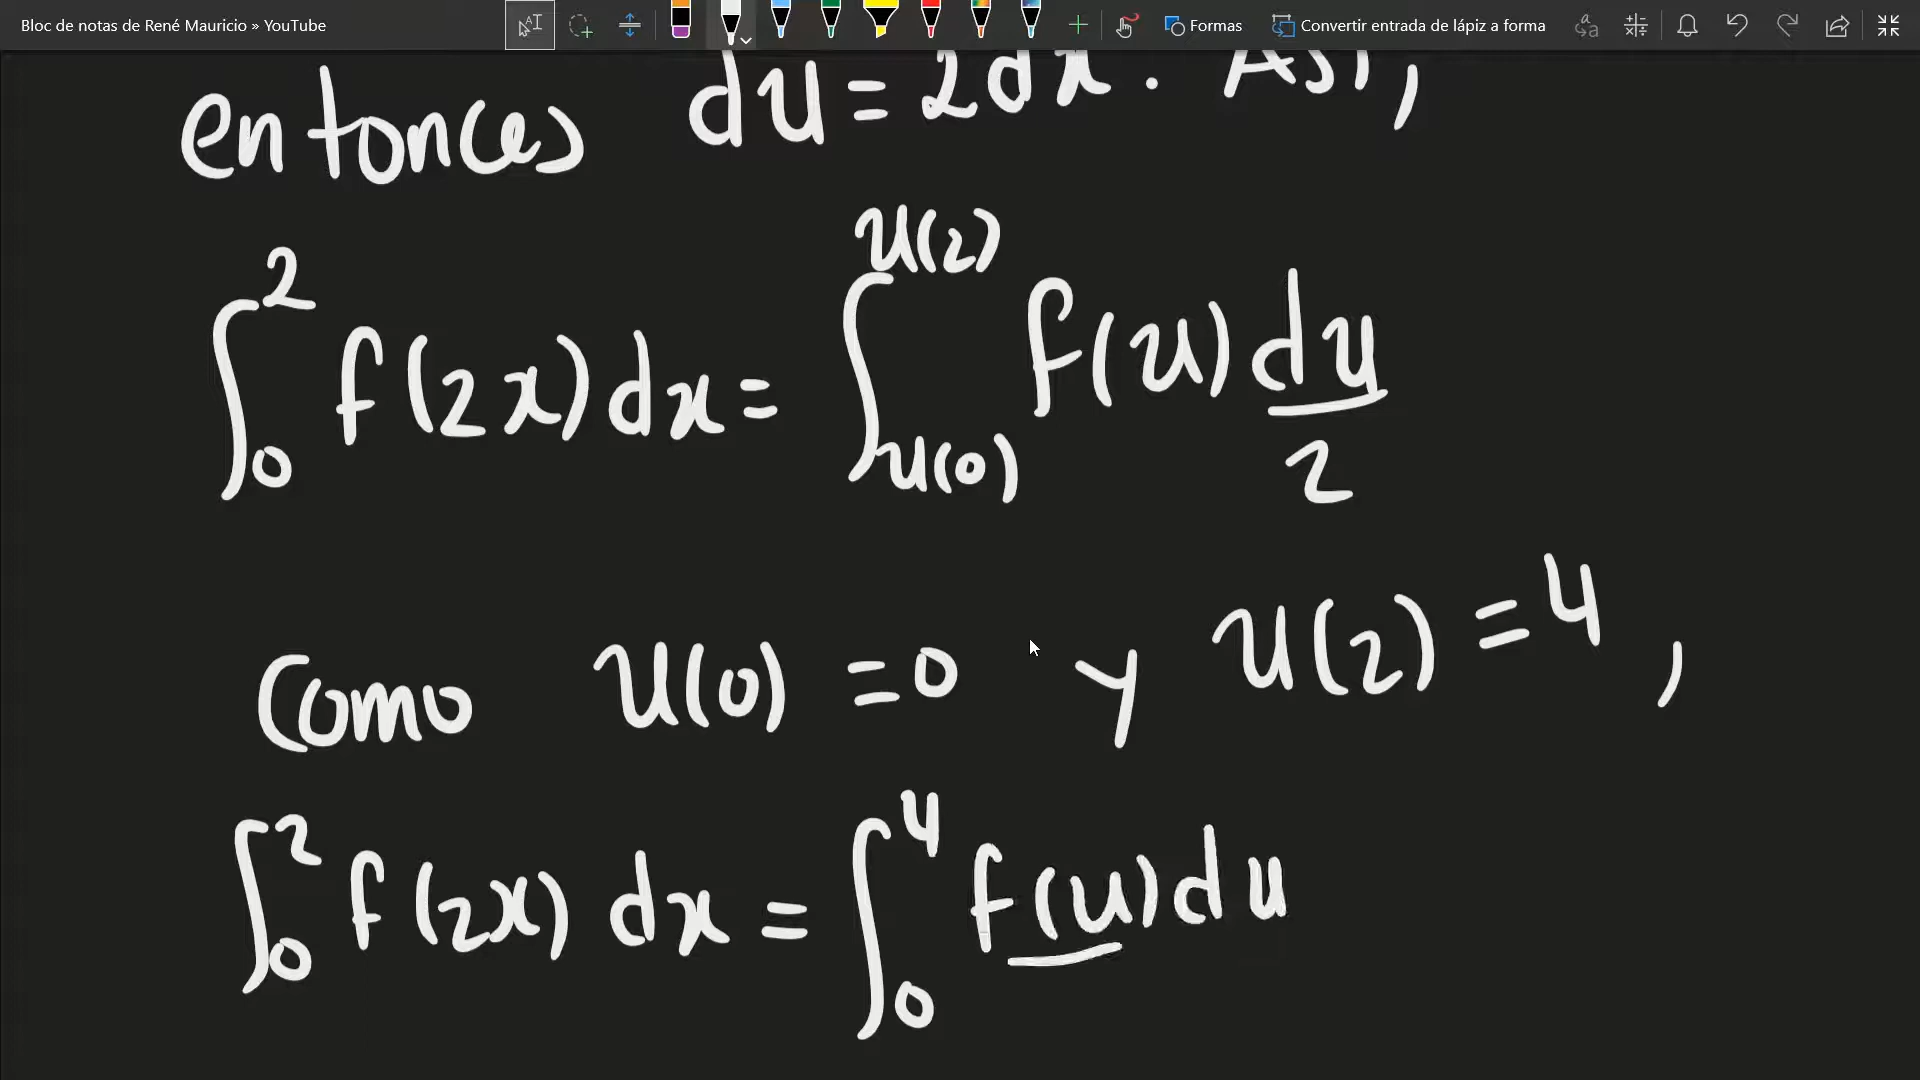 Bloc de notas de René Mauricio » YouTube
Formas
Convertir entrada de lápiz a forma
entonces du = 2dx. Así,
∫₀² f(2x)dx = ∫_{u(0)}^{u(2)} f(u) du/2
Como u(0) = 0 y u(2) = 4,
∫₀² f(2x) dx = ∫₀⁴ f(u) du